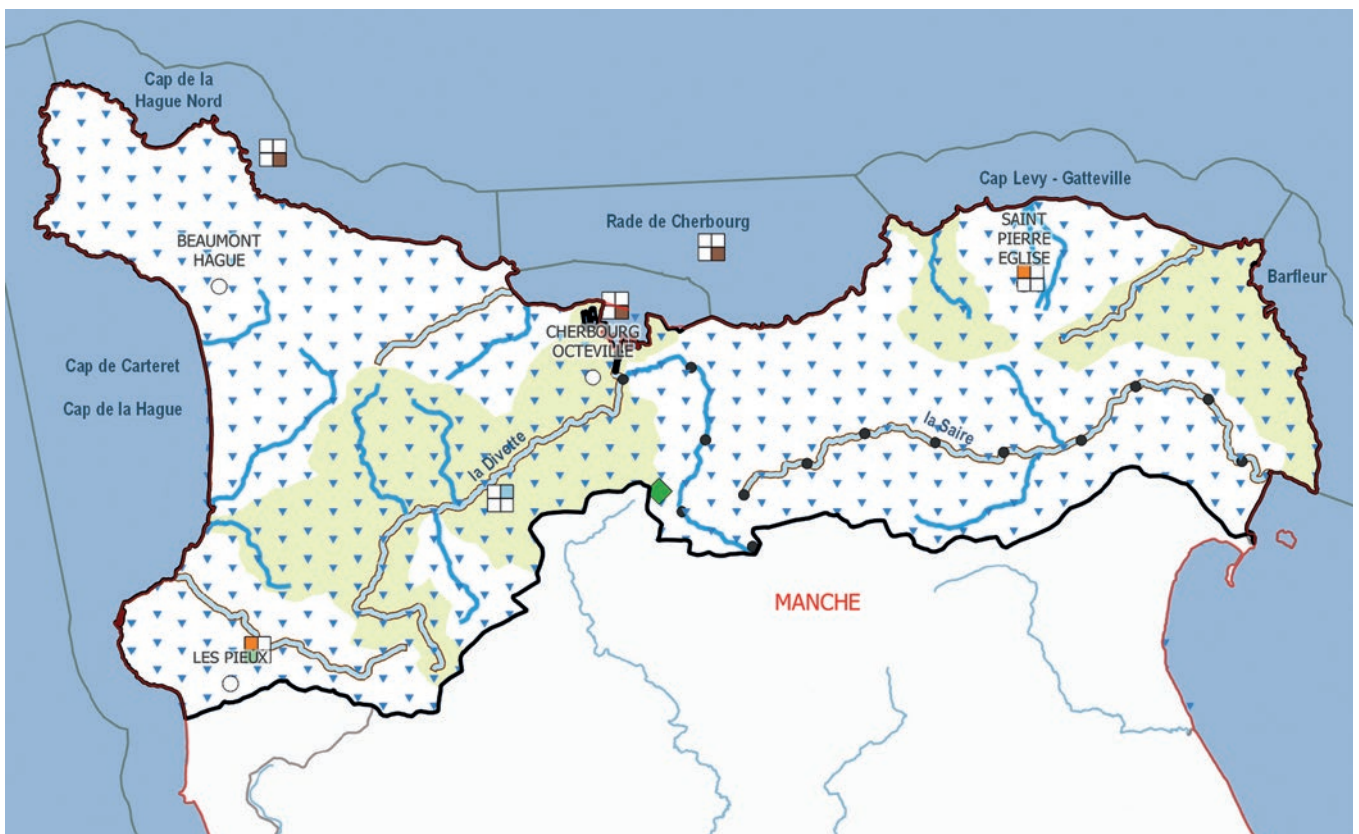 Cap de la
Hague Nord
Cap Levy - Gatteville
Rade de Cherbourg
SAINT
PIERRE
EGLISE
BEAUMONT
HAGUE
Barfleur
CHERBOURG
OCTEVILLE
Cap de Carteret
Cap de la Hague
la Saire
la Divette
MANCHE
LES PIEUX